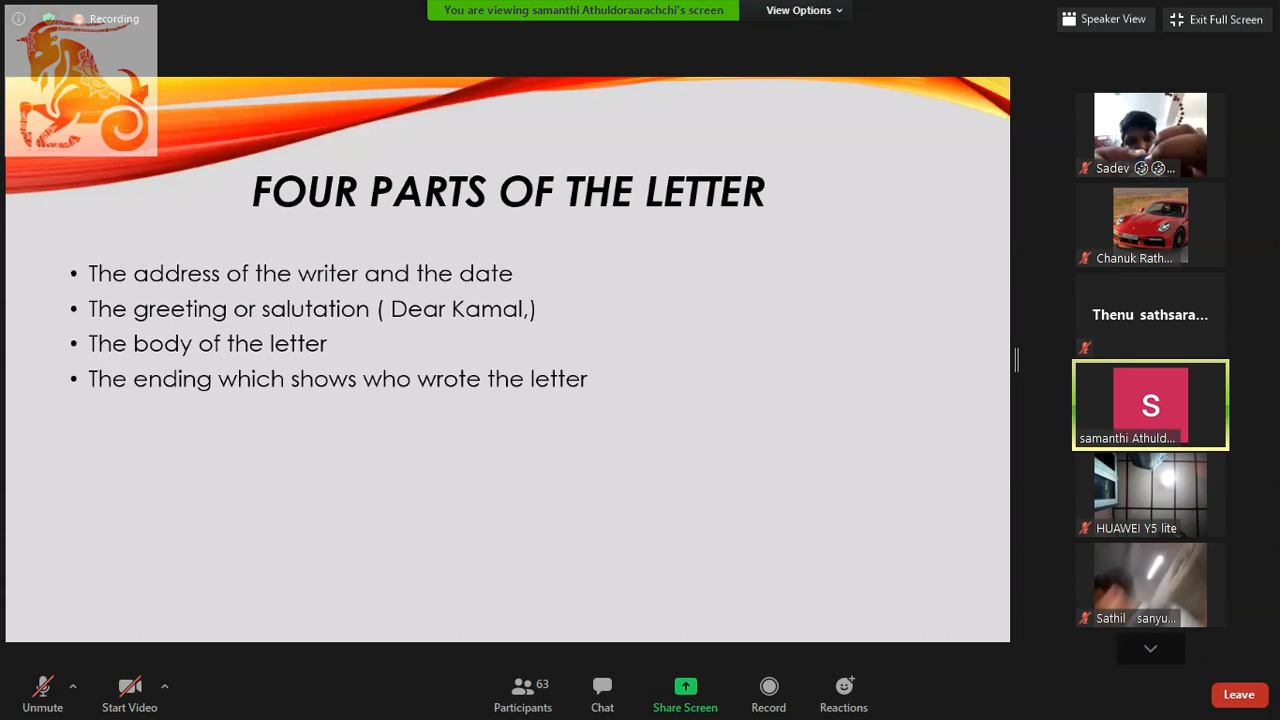 Recording
You are viewing samanthi Athuldoraarachchi's screen
View Options
Speaker View
Exit Full Screen
FOUR PARTS OF THE LETTER
• The address of the writer and the date
• The greeting or salutation ( Dear Kamal,)
• The body of the letter
• The ending which shows who wrote the letter
Sadev 🤪🤪...
Chanuk Rath...
Thenu sathsara...
S
samanthi Athuld...
HUAWEI Y5 lite
Sathil sanyu...
Unmute
Start Video
Participants
63
Chat
Share Screen
Record
Reactions
Leave